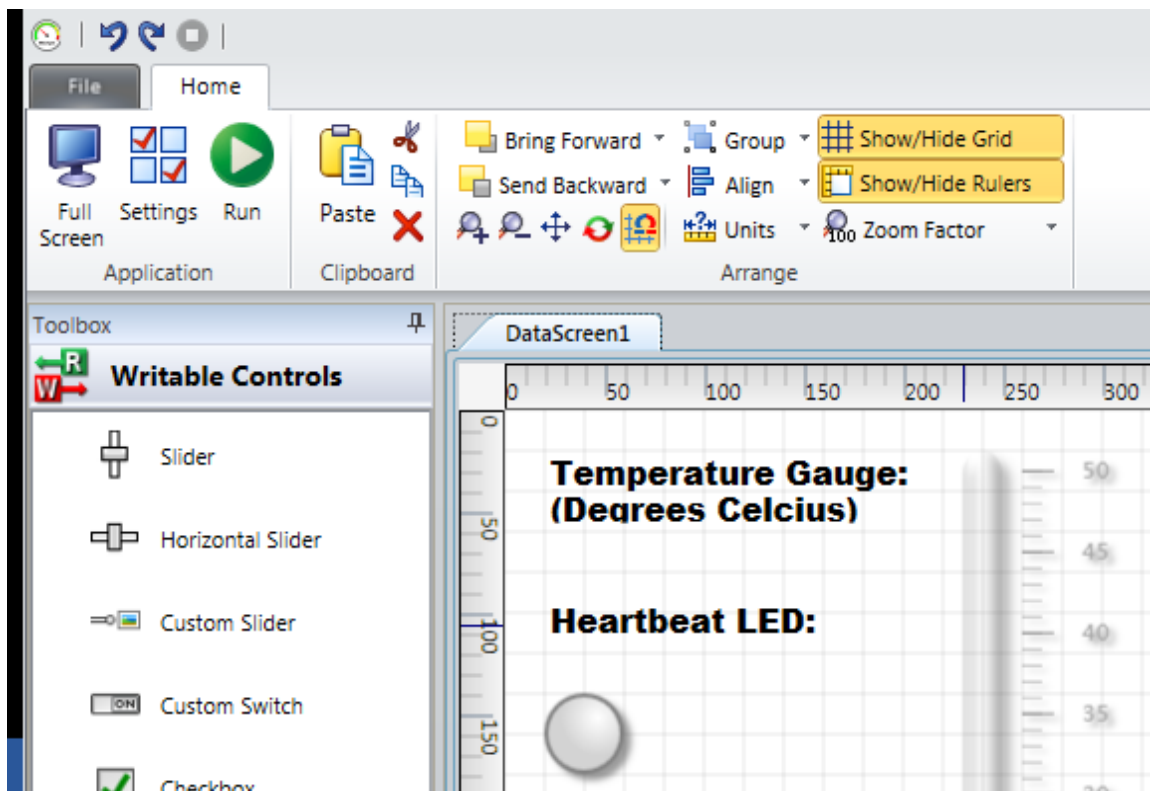 File Home
Bring Forward Group Show/Hide Grid
Send Backward Align Show/Hide Rulers
Full Screen Settings Run Paste
100 Units Zoom Factor
Application Clipboard Arrange
Toolbox
DataScreen1
R
W Writable Controls
0 50 100 150 200 250 300
Slider
0
Temperature Gauge:
50
(Degrees Celcius)
50
Horizontal Slider
45
Custom Slider
100
Heartbeat LED:
40
ON Custom Switch
150
35
Checkbox